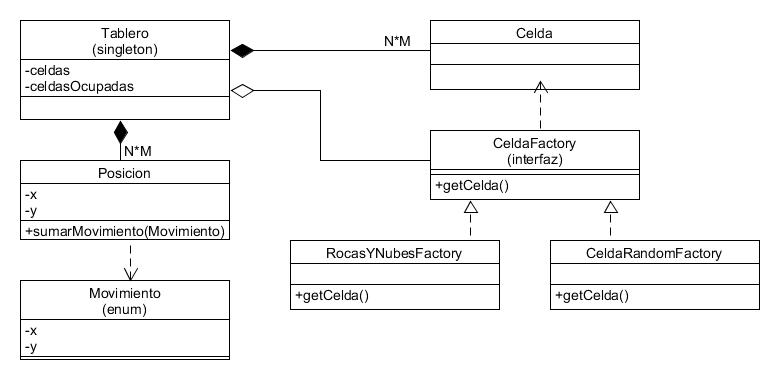 Tablero
(singleton)
-celdas
-celdasOcupadas
N*M
Celda
N*M
Posicion
-x
-y
+sumarMovimiento(Movimiento)
CeldaFactory
(interfaz)
+getCelda()
RocasYNubesFactory
+getCelda()
CeldaRandomFactory
+getCelda()
Movimiento
(enum)
-x
-y